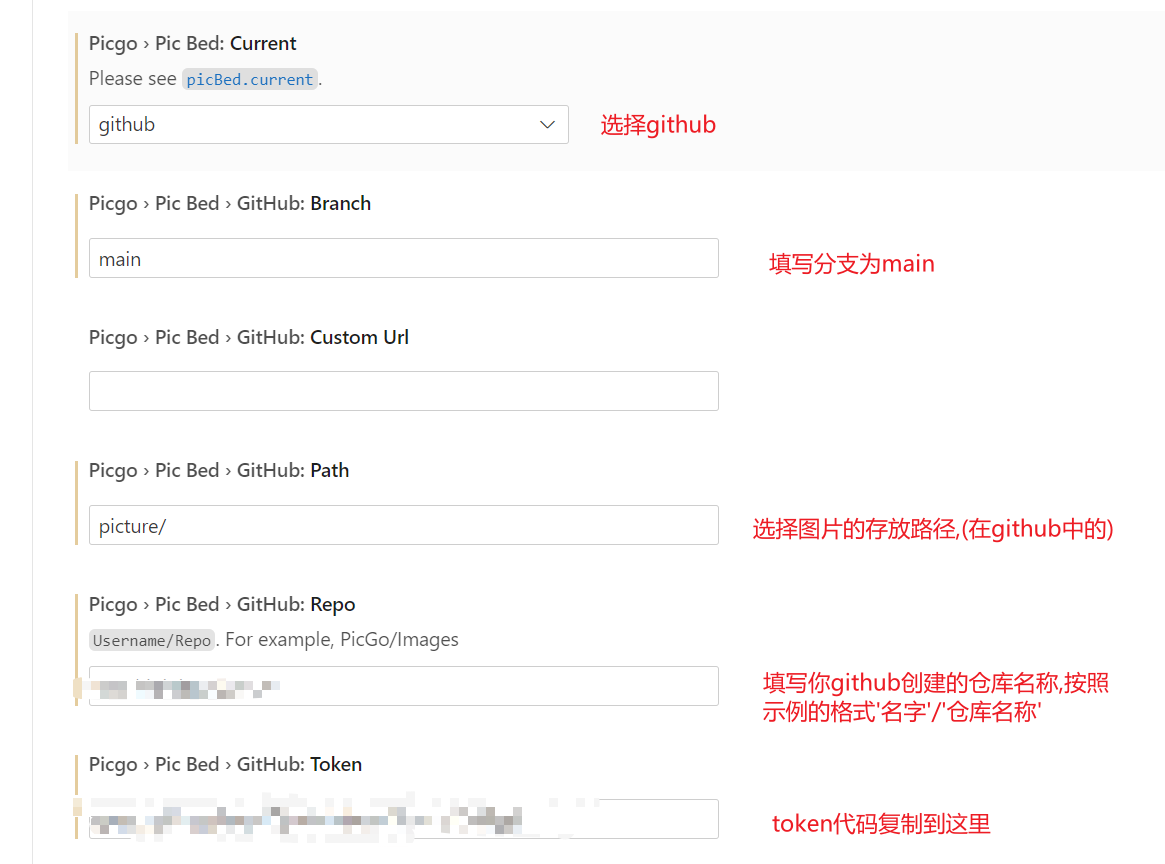 Picgo › Pic Bed: Current
Please see picBed.current.
github
选择github
Picgo › Pic Bed › GitHub: Branch
main
填写分支为main
Picgo › Pic Bed › GitHub: Custom Url
Picgo › Pic Bed › GitHub: Path
picture/
选择图片的存放路径,(在github中的)
Picgo › Pic Bed › GitHub: Repo
Username/Repo. For example, PicGo/Images
填写你github创建的仓库名称,按照
示例的格式'名字'/'仓库名称'
Picgo › Pic Bed › GitHub: Token
token代码复制到这里